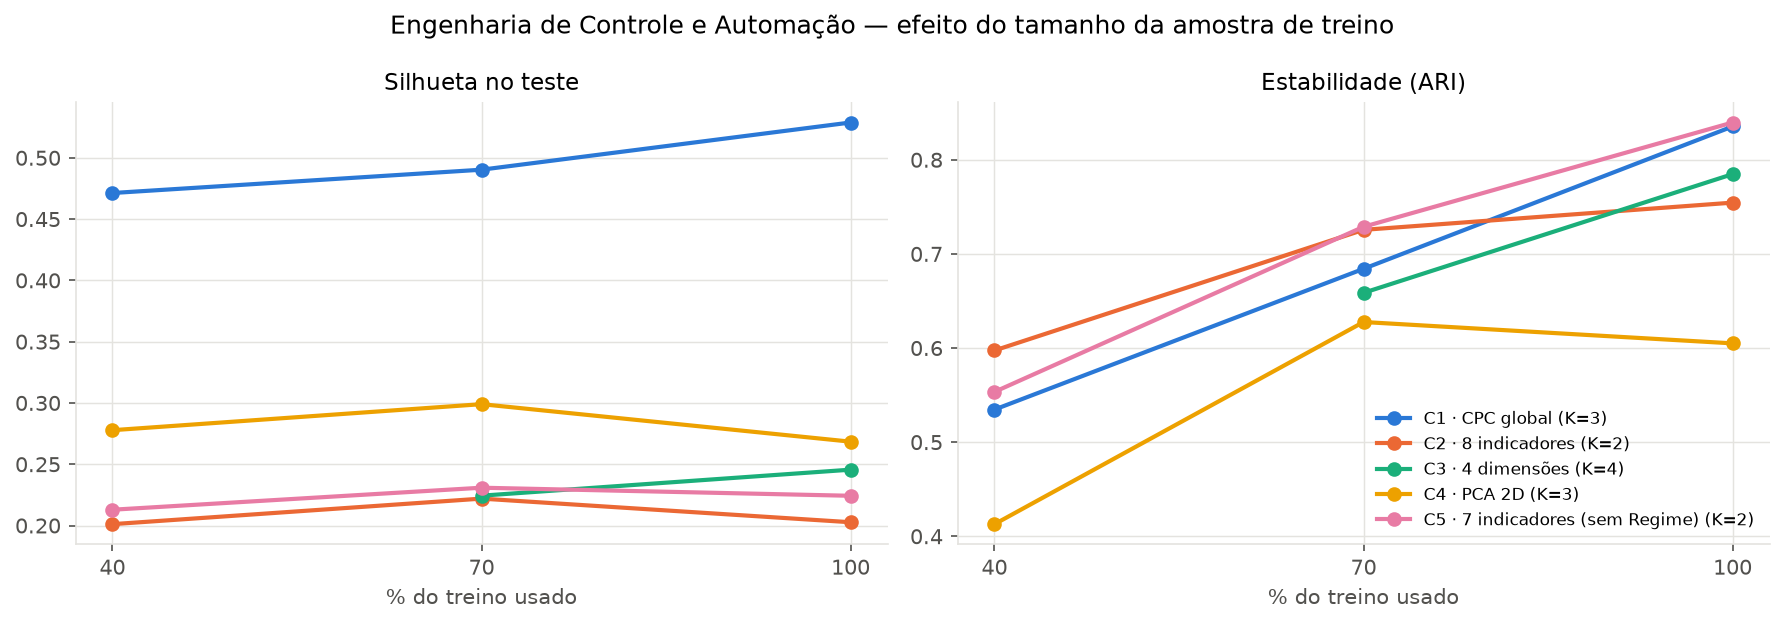 Engenharia de Controle e Automação — efeito do tamanho da amostra de treino
Silhueta no teste
0.50
0.45
0.40
0.35
0.30
0.25
0.20
40
70
100
% do treino usado
Estabilidade (ARI)
0.8
0.7
0.6
0.5
0.4
C1 · CPC global (K=3)
C2 · 8 indicadores (K=2)
C3 · 4 dimensões (K=4)
C4 · PCA 2D (K=3)
C5 · 7 indicadores (sem Regime) (K=2)
40
70
100
% do treino usado